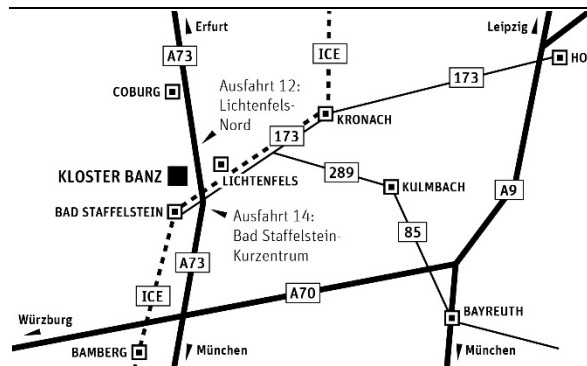 Erfurt
Leipzig
A73
ICE
HO
COBURG
Ausfahrt 12:
Lichtenfels-
Nord
173
KRONACH
173
KLOSTER BANZ
LICHTENFELS
289
KULMBACH
A9
BAD STAFFELSTEIN
Ausfahrt 14:
Bad Staffelstein-
Kurzentrum
85
A73
ICE
A70
Würzburg
BAYREUTH
BAMBERG
München
München